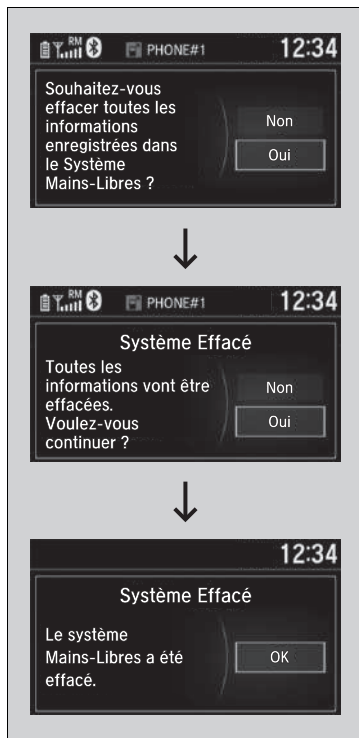 RM PHONE#1 12:34
Souhaitez-vous
effacer toutes les
informations
enregistrées dans
le Système
Mains-Libres ?
Non
Oui
RM PHONE#1 12:34
Système Effacé
Toutes les
informations vont être
effacées.
Voulez-vous
continuer ?
Non
Oui
12:34
Système Effacé
Le système
Mains-Libres a été
effacé.
OK